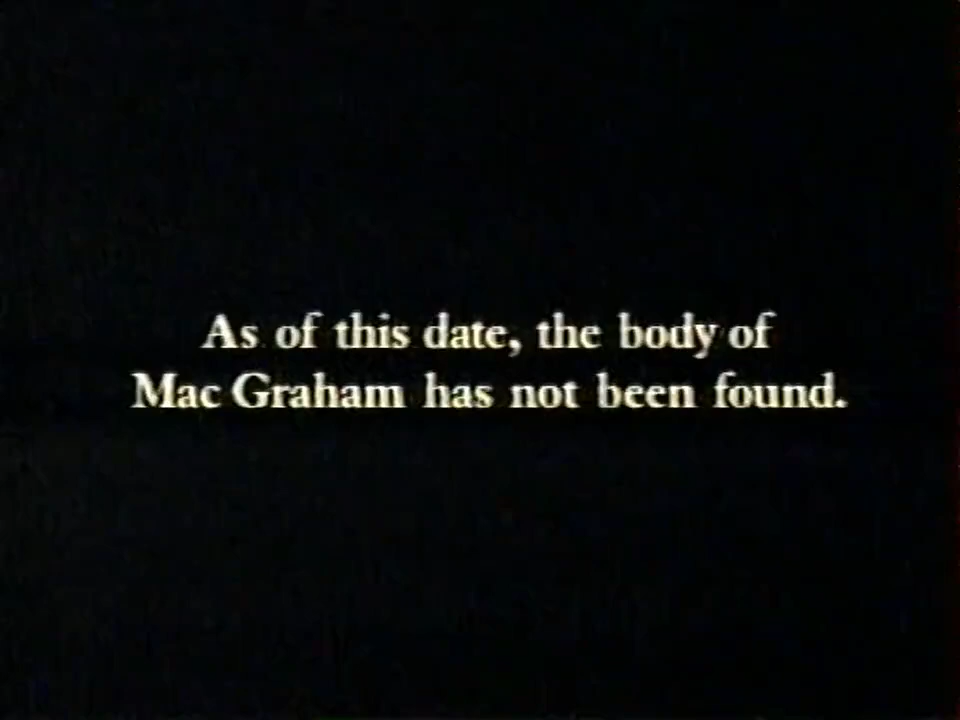 As of this date, the body of
Mac Graham has not been found.